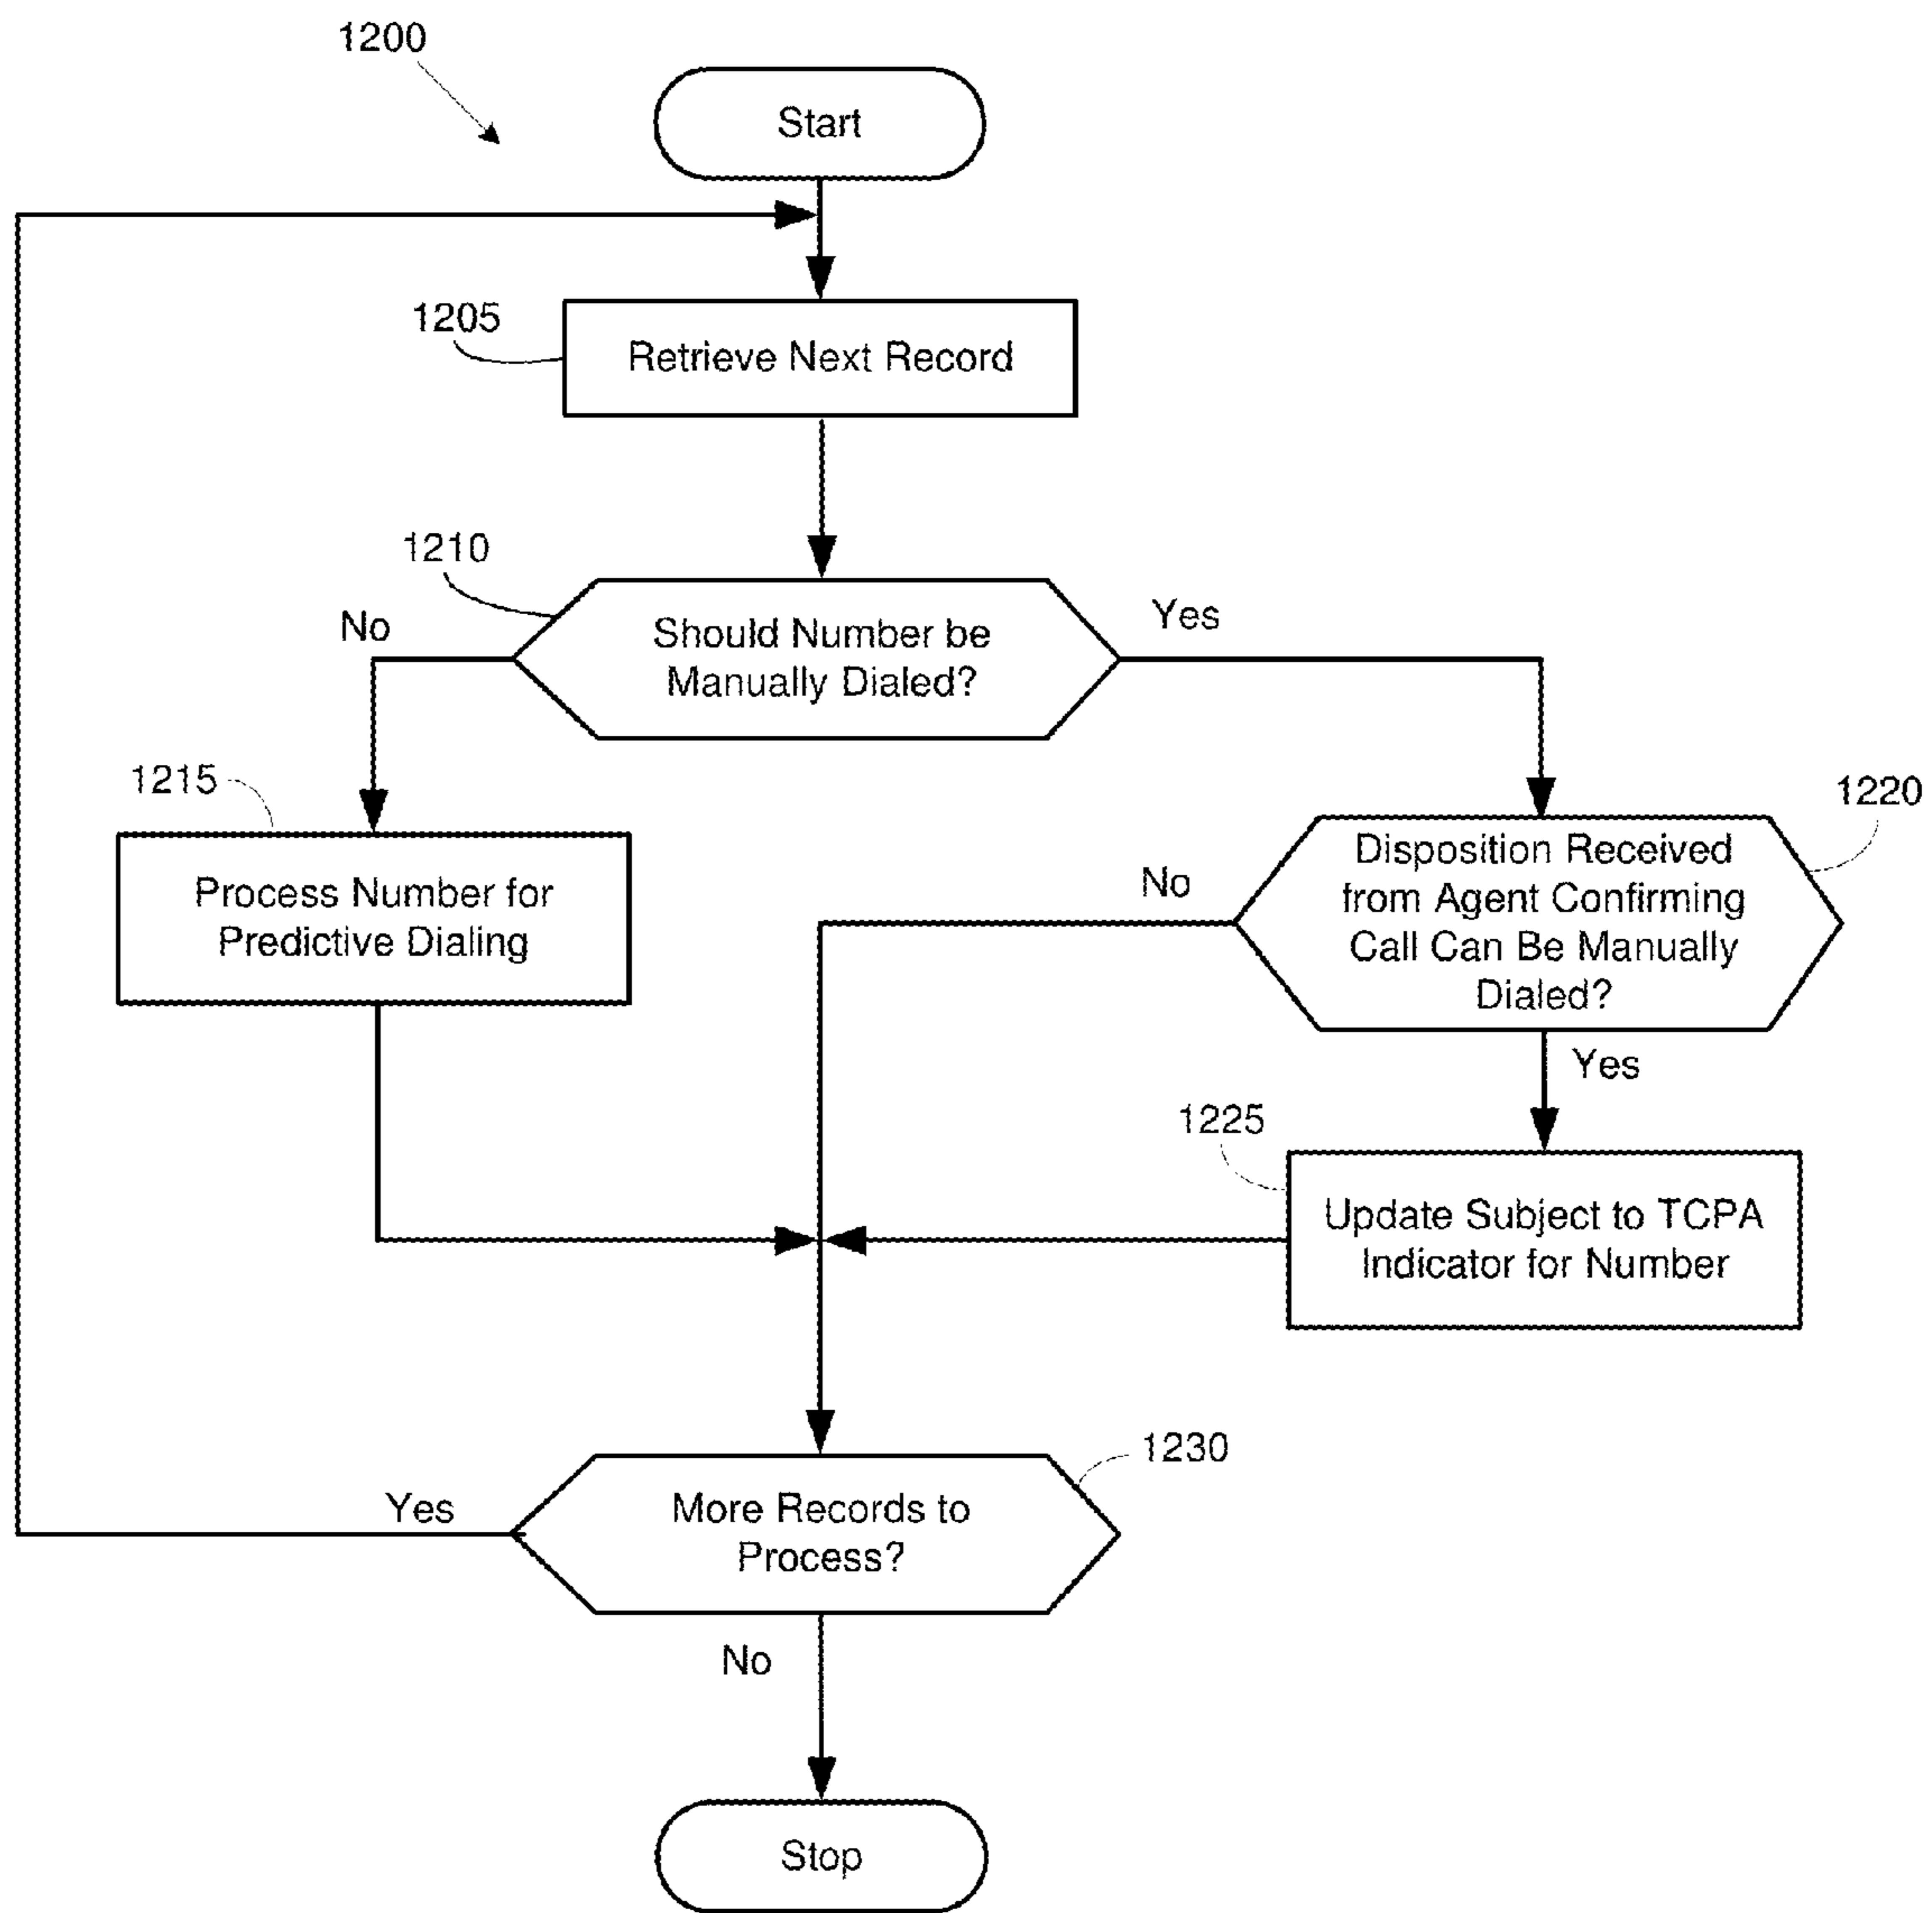 1200
Start
1205
Retrieve Next Record
1210
No
Should Number be
Manually Dialed?
Yes
1215
Process Number for
Predictive Dialing
1220
No
Disposition Received
from Agent Confirming
Call Can Be Manually
Dialed?
Yes
1225
Update Subject to TCPA
Indicator for Number
1230
Yes
More Records to
Process?
No
Stop